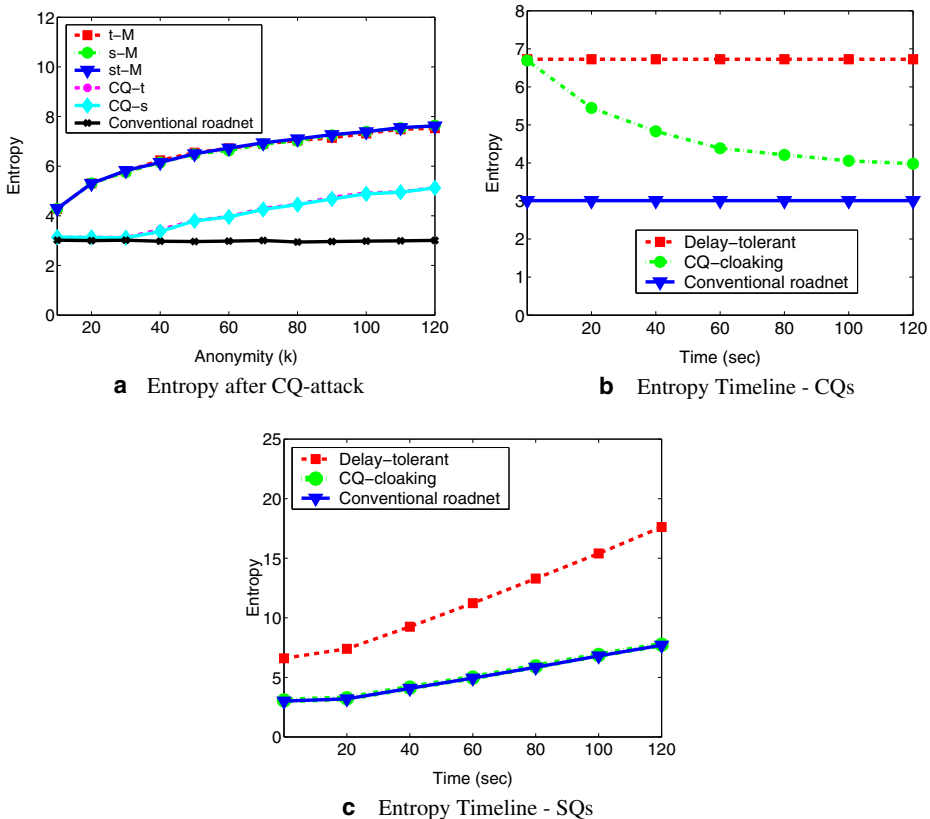 12
10
8
6
4
2
0
Entropy
t-M
s-M
st-M
CQ-t
CQ-s
Conventional roadnet
20 40 60 80 100 120
Anonymity (k)
a Entropy after CQ-attack
8
7
6
5
4
3
2
1
0
Entropy
Delay-tolerant
CQ-cloaking
Conventional roadnet
20 40 60 80 100 120
Time (sec)
b Entropy Timeline - CQs
25
20
15
10
5
0
Entropy
Delay-tolerant
CQ-cloaking
Conventional roadnet
20 40 60 80 100 120
Time (sec)
c Entropy Timeline - SQs